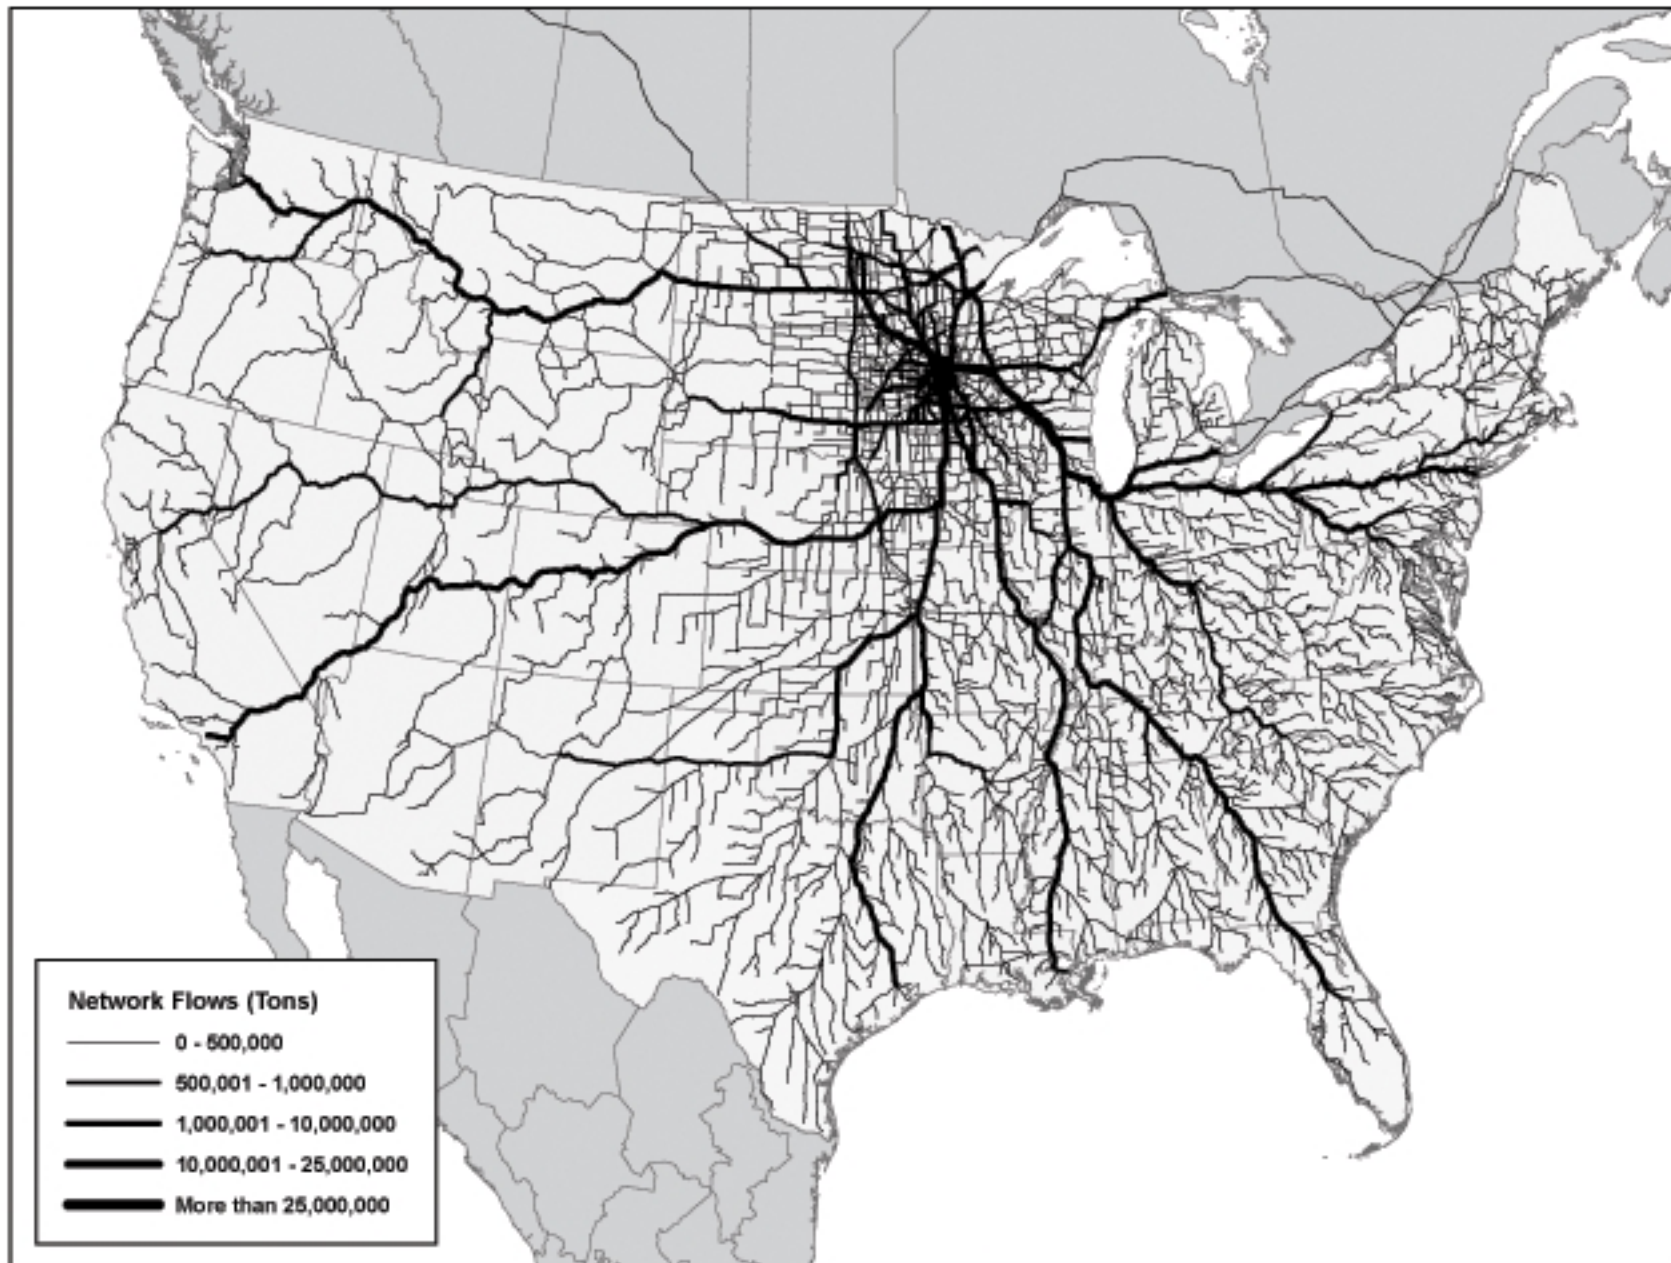 Network Flows (Tons)
0 - 500,000
500,001 - 1,000,000
1,000,001 - 10,000,000
10,000,001 - 25,000,000
More than 25,000,000